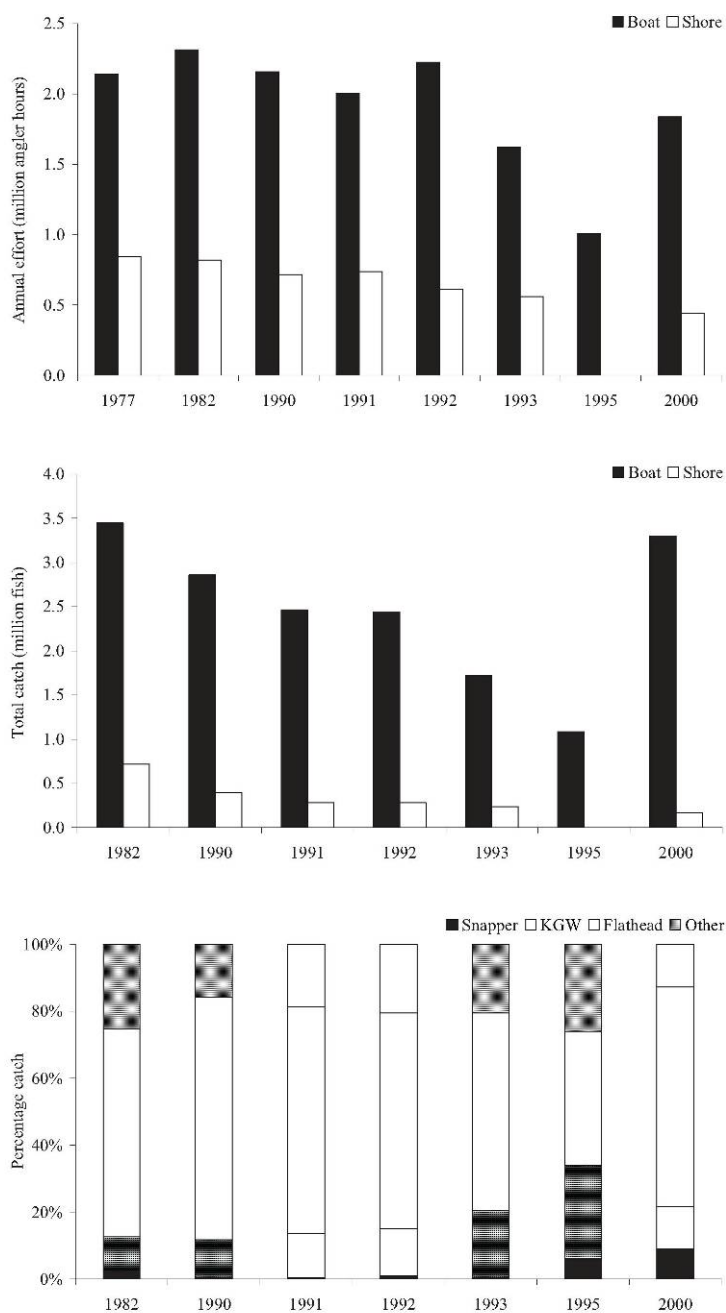 ■ Boat □ Shore
2.5
2.0
1.5
1.0
0.5
0.0
Annual effort (million angler hours)
1977 1982 1990 1991 1992 1993 1995 2000
■ Boat □ Shore
4.0
3.5
3.0
2.5
2.0
1.5
1.0
0.5
0.0
Total catch (million fish)
1982 1990 1991 1992 1993 1995 2000
■ Snapper □ KGW □ Flathead ▤ Other
100%
80%
60%
40%
20%
0%
Percentage catch
1982 1990 1991 1992 1993 1995 2000